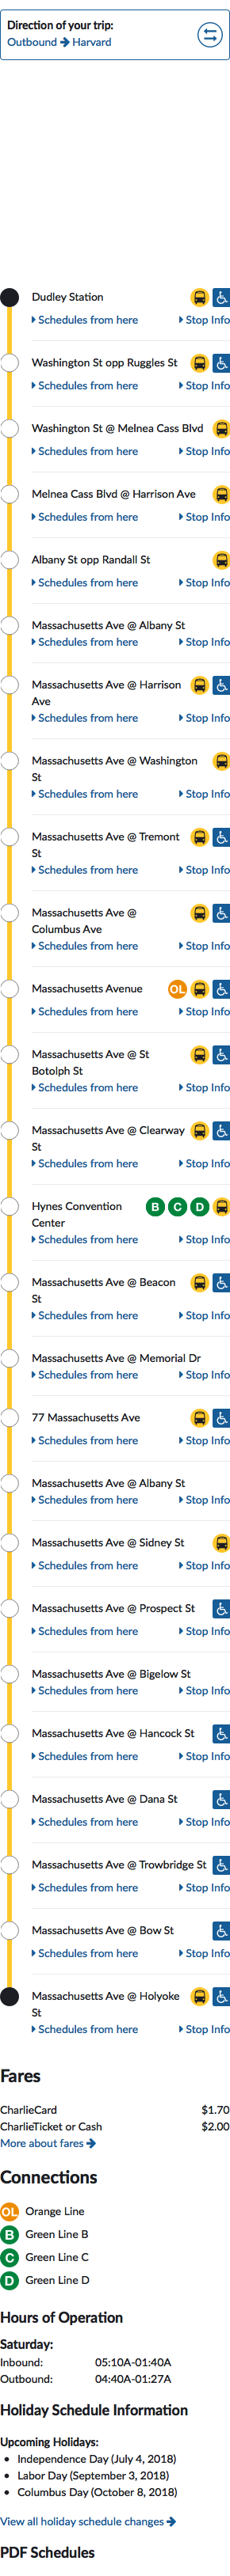 Direction of your trip:
Outbound → Harvard
Dudley Station
Schedules from here Stop Info
Washington St opp Ruggles St
Schedules from here Stop Info
Washington St @ Melnea Cass Blvd
Schedules from here Stop Info
Melnea Cass Blvd @ Harrison Ave
Schedules from here Stop Info
Albany St opp Randall St
Schedules from here Stop Info
Massachusetts Ave @ Albany St
Schedules from here Stop Info
Massachusetts Ave @ Harrison
Ave
Schedules from here Stop Info
Massachusetts Ave @ Washington
St
Schedules from here Stop Info
Massachusetts Ave @ Tremont
St
Schedules from here Stop Info
Massachusetts Ave @
Columbus Ave
Schedules from here Stop Info
Massachusetts Avenue OL
Schedules from here Stop Info
Massachusetts Ave @ St
Botolph St
Schedules from here Stop Info
Massachusetts Ave @ Clearway
St
Schedules from here Stop Info
Hynes Convention B C D
Center
Schedules from here Stop Info
Massachusetts Ave @ Beacon
St
Schedules from here Stop Info
Massachusetts Ave @ Memorial Dr
Schedules from here Stop Info
77 Massachusetts Ave
Schedules from here Stop Info
Massachusetts Ave @ Albany St
Schedules from here Stop Info
Massachusetts Ave @ Sidney St
Schedules from here Stop Info
Massachusetts Ave @ Prospect St
Schedules from here Stop Info
Massachusetts Ave @ Bigelow St
Schedules from here Stop Info
Massachusetts Ave @ Hancock St
Schedules from here Stop Info
Massachusetts Ave @ Dana St
Schedules from here Stop Info
Massachusetts Ave @ Trowbridge St
Schedules from here Stop Info
Massachusetts Ave @ Bow St
Schedules from here Stop Info
Massachusetts Ave @ Holyoke
St
Schedules from here Stop Info
Fares
CharlieCard $1.70
CharlieTicket or Cash $2.00
More about fares →
Connections
OL Orange Line
B Green Line B
C Green Line C
D Green Line D
Hours of Operation
Saturday:
Inbound: 05:10A-01:40A
Outbound: 04:40A-01:27A
Holiday Schedule Information
Upcoming Holidays:
• Independence Day (July 4, 2018)
• Labor Day (September 3, 2018)
• Columbus Day (October 8, 2018)
View all holiday schedule changes →
PDF Schedules